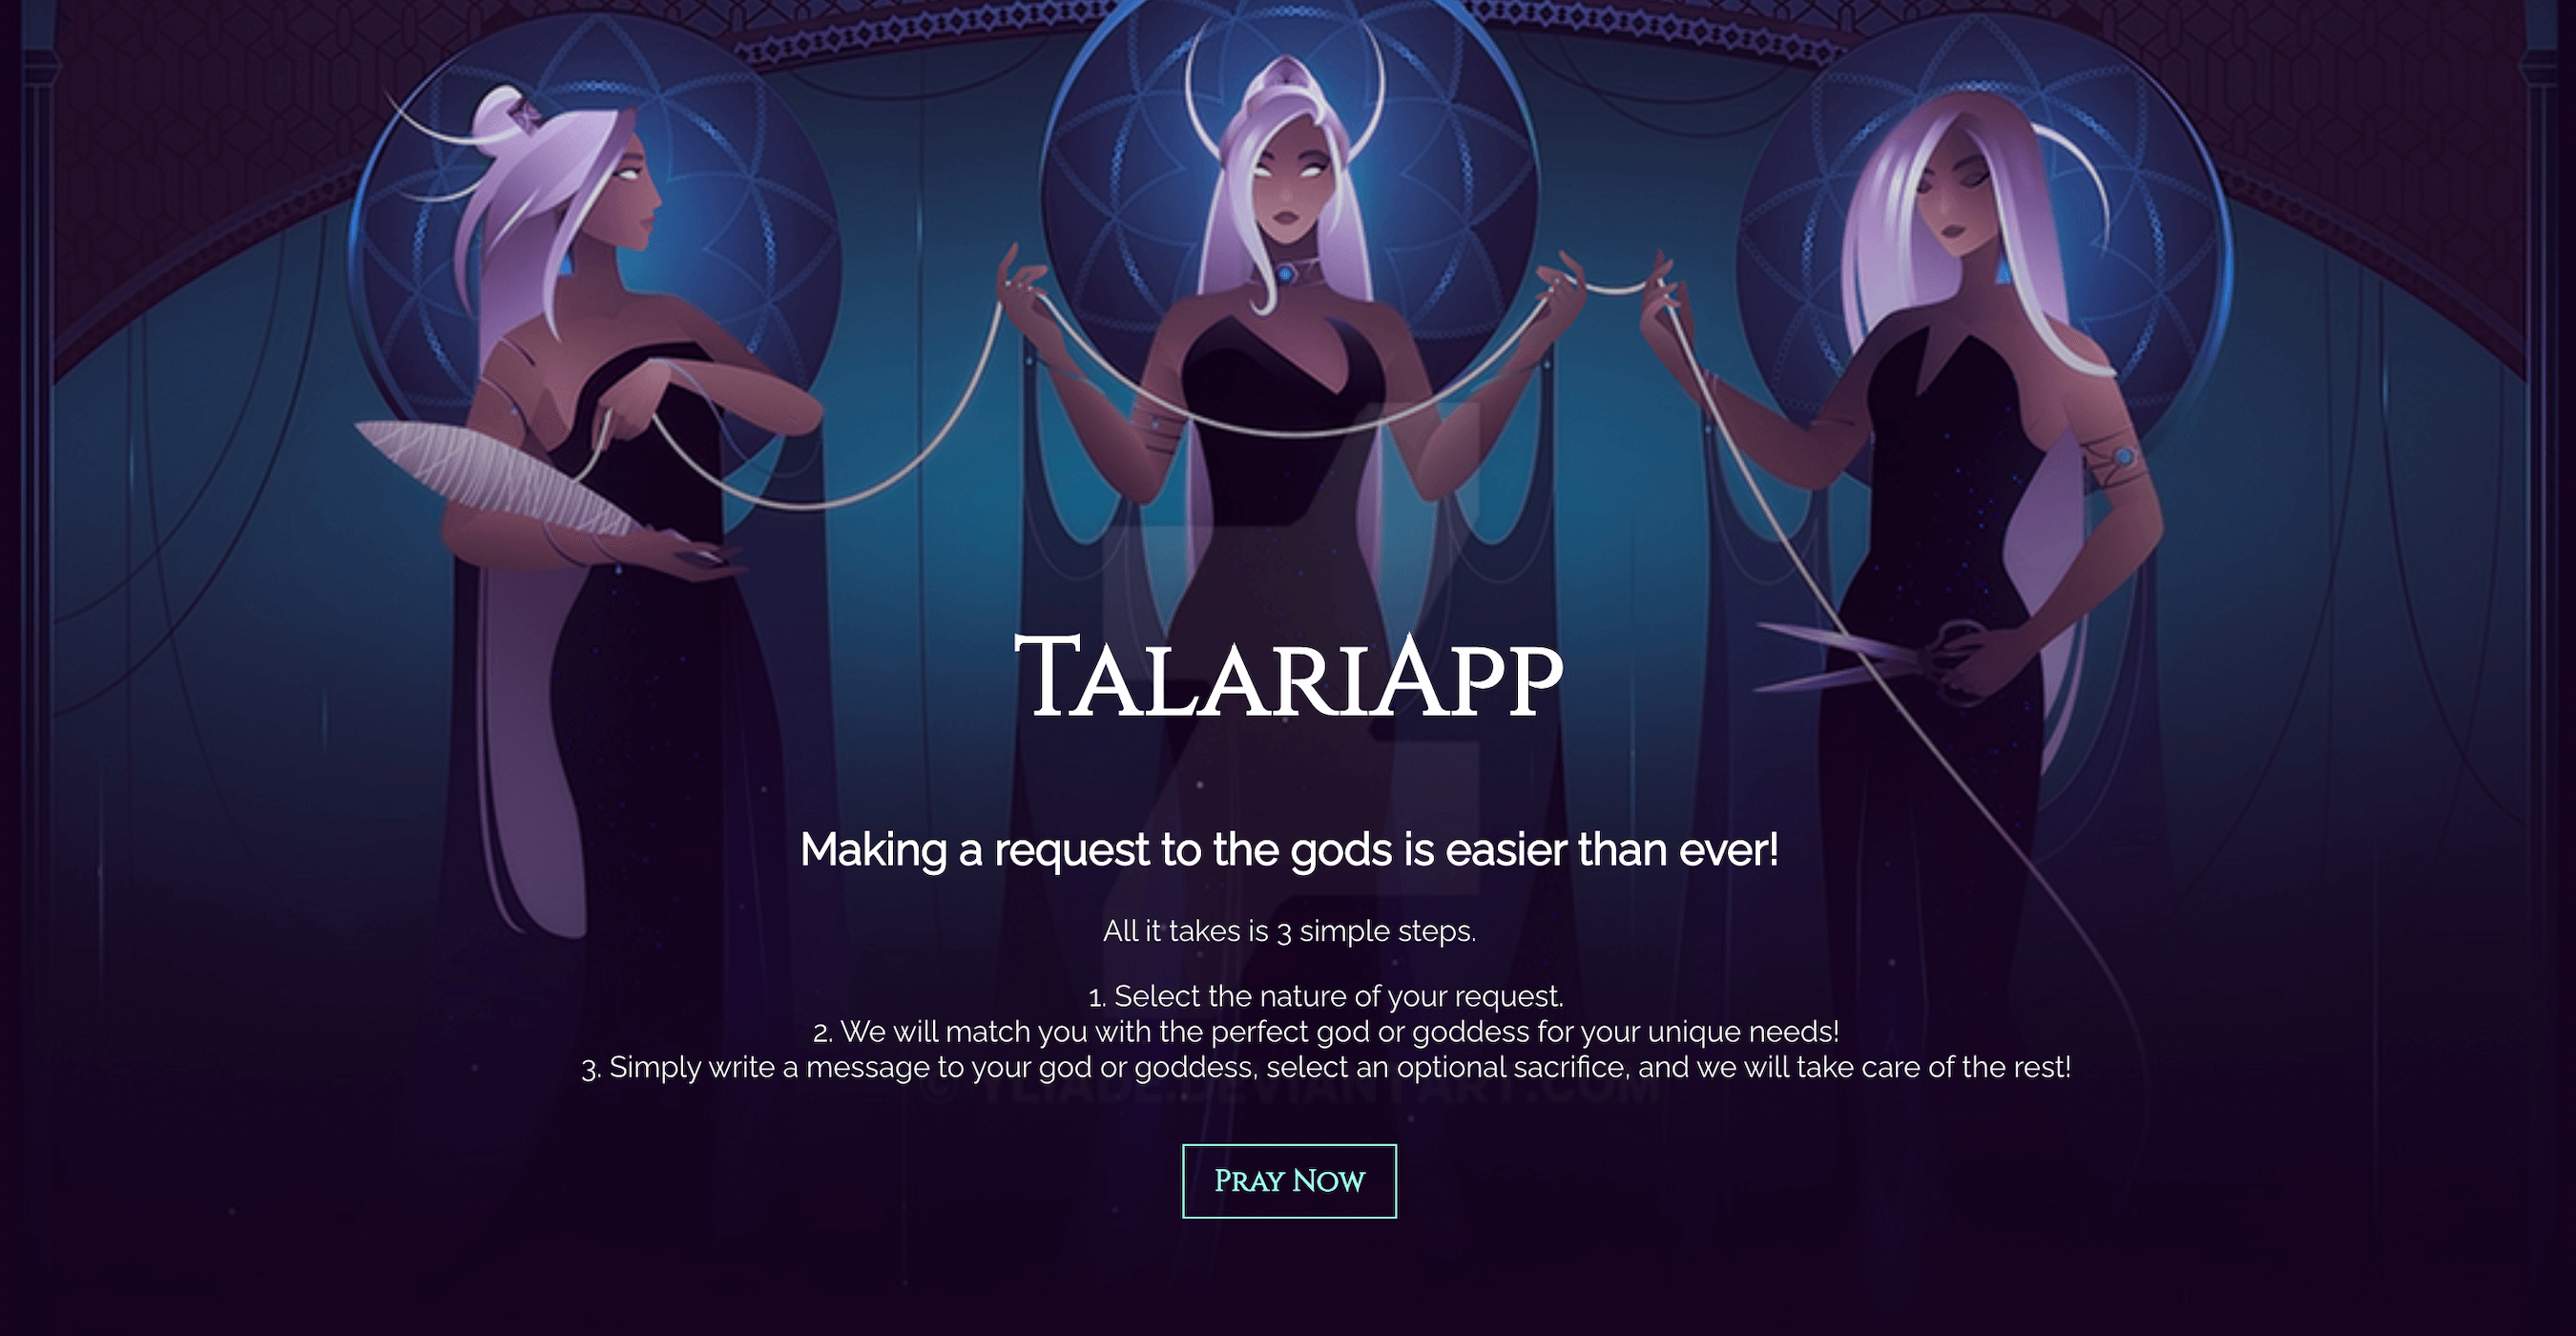 TalariApp
Making a request to the gods is easier than ever!
All it takes is 3 simple steps.
1. Select the nature of your request.
2. We will match you with the perfect god or goddess for your unique needs!
3. Simply write a message to your god or goddess, select an optional sacrifice, and we will take care of the rest!
Pray Now